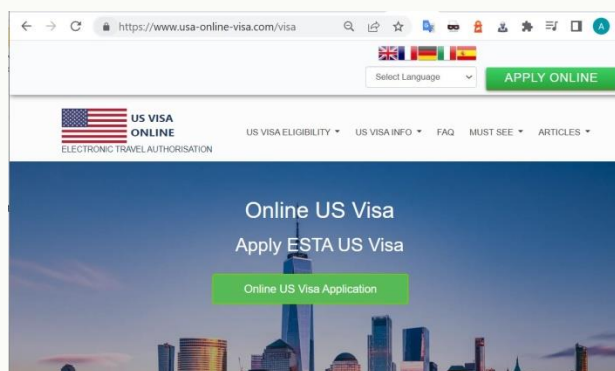 https://www.usa-online-visa.com/visa
A
Select Language
APPLY ONLINE
US VISA
ONLINE
ELECTRONIC TRAVEL AUTHORISATION
US VISA ELIGIBILITY
US VISA INFO
FAQ
MUST SEE
ARTICLES
Online US Visa
Apply ESTA US Visa
Online US Visa Application